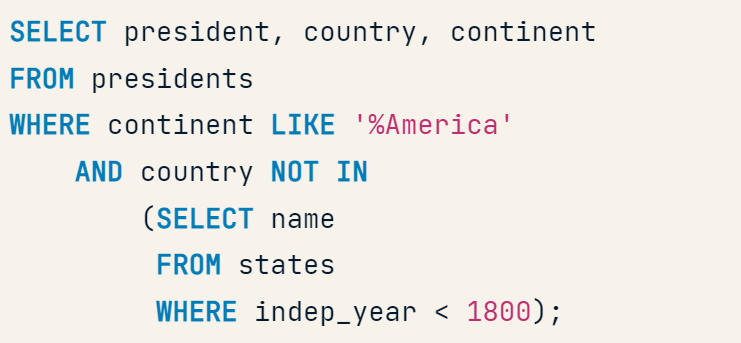 SELECT president, country, continent
FROM presidents
WHERE continent LIKE '%America'
    AND country NOT IN
        (SELECT name
         FROM states
         WHERE indep_year < 1800);